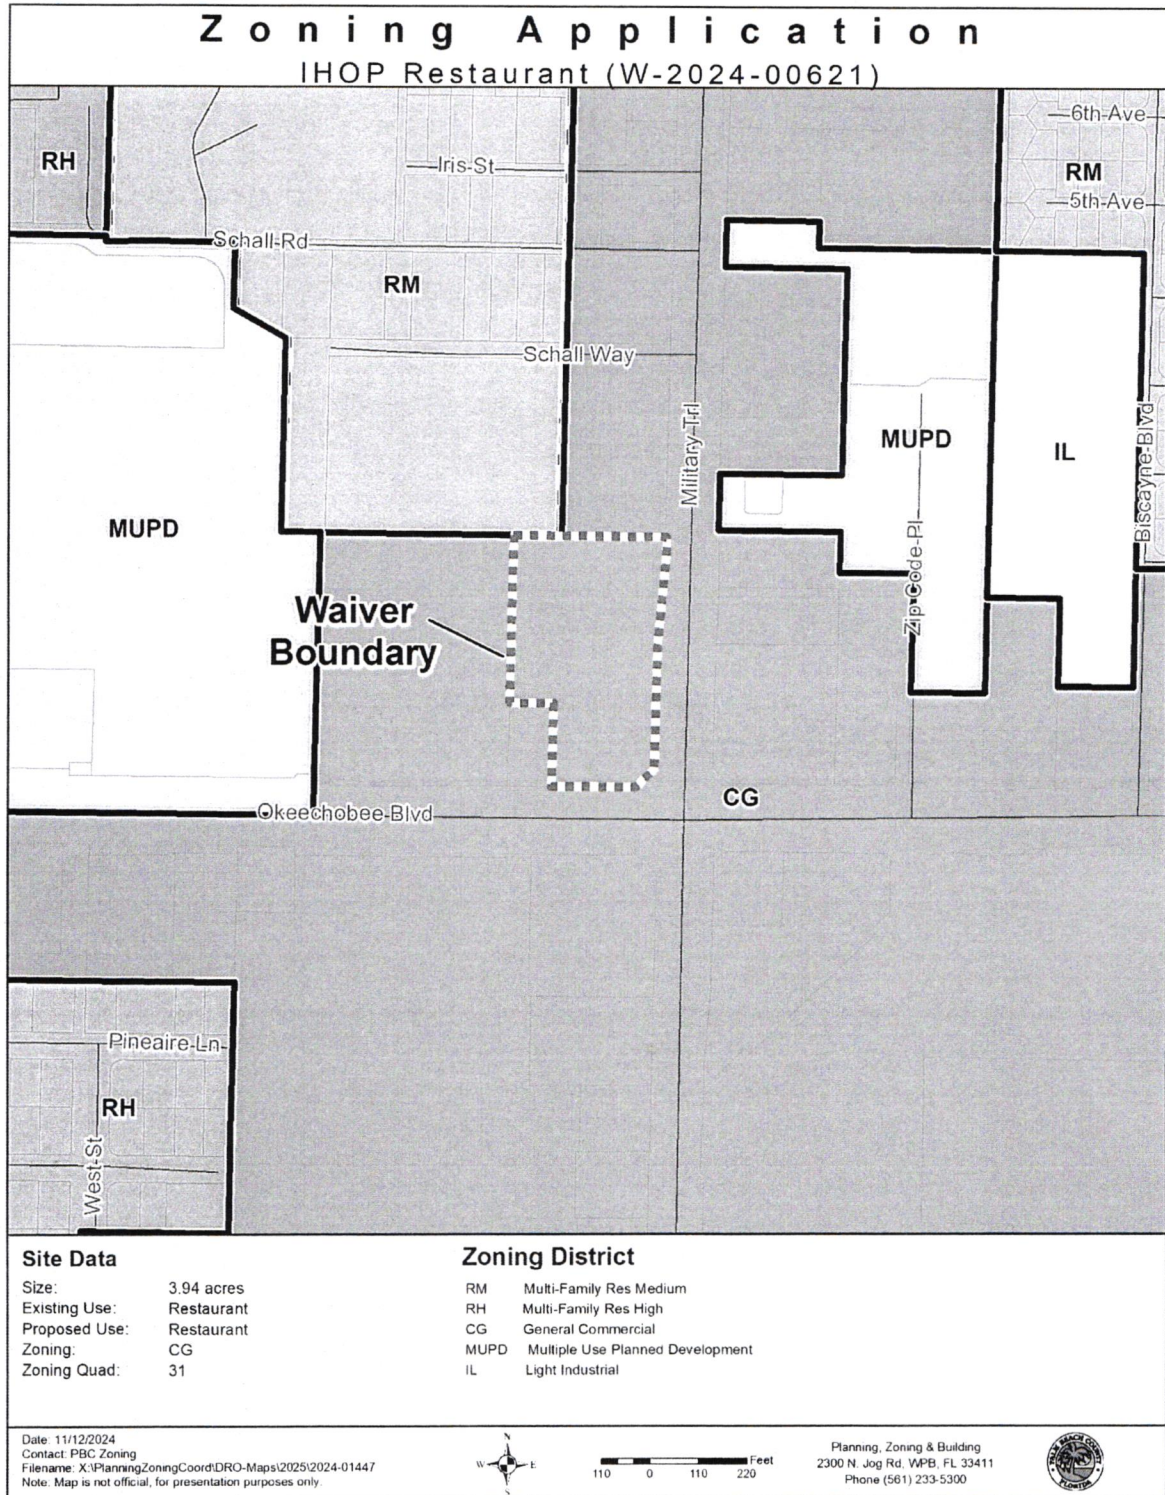 Zoning Application
IHOP Restaurant (W-2024-00621)
6th Ave
RH
Iris St
RM
5th Ave
Schall Rd
RM
Schall Way
Military Trl
MUPD
IL
Biscayne Blvd
MUPD
Zip Code Pl
Waiver
Boundary
CG
Okeechobee Blvd
Pineaire Ln
RH
West St
Site Data
Size: 3.94 acres
Existing Use: Restaurant
Proposed Use: Restaurant
Zoning: CG
Zoning Quad: 31
Zoning District
RM Multi-Family Res Medium
RH Multi-Family Res High
CG General Commercial
MUPD Multiple Use Planned Development
IL Light Industrial
Date: 11/12/2024
Contact: PBC Zoning
Filename: X:\PlanningZoningCoord\DRO-Maps\2025\2024-01447
Note: Map is not official, for presentation purposes only.
N
W E
S
110 0 110 220 Feet
Planning, Zoning & Building
2300 N. Jog Rd, WPB, FL 33411
Phone (561) 233-5300
PALM BEACH COUNTY
FLORIDA